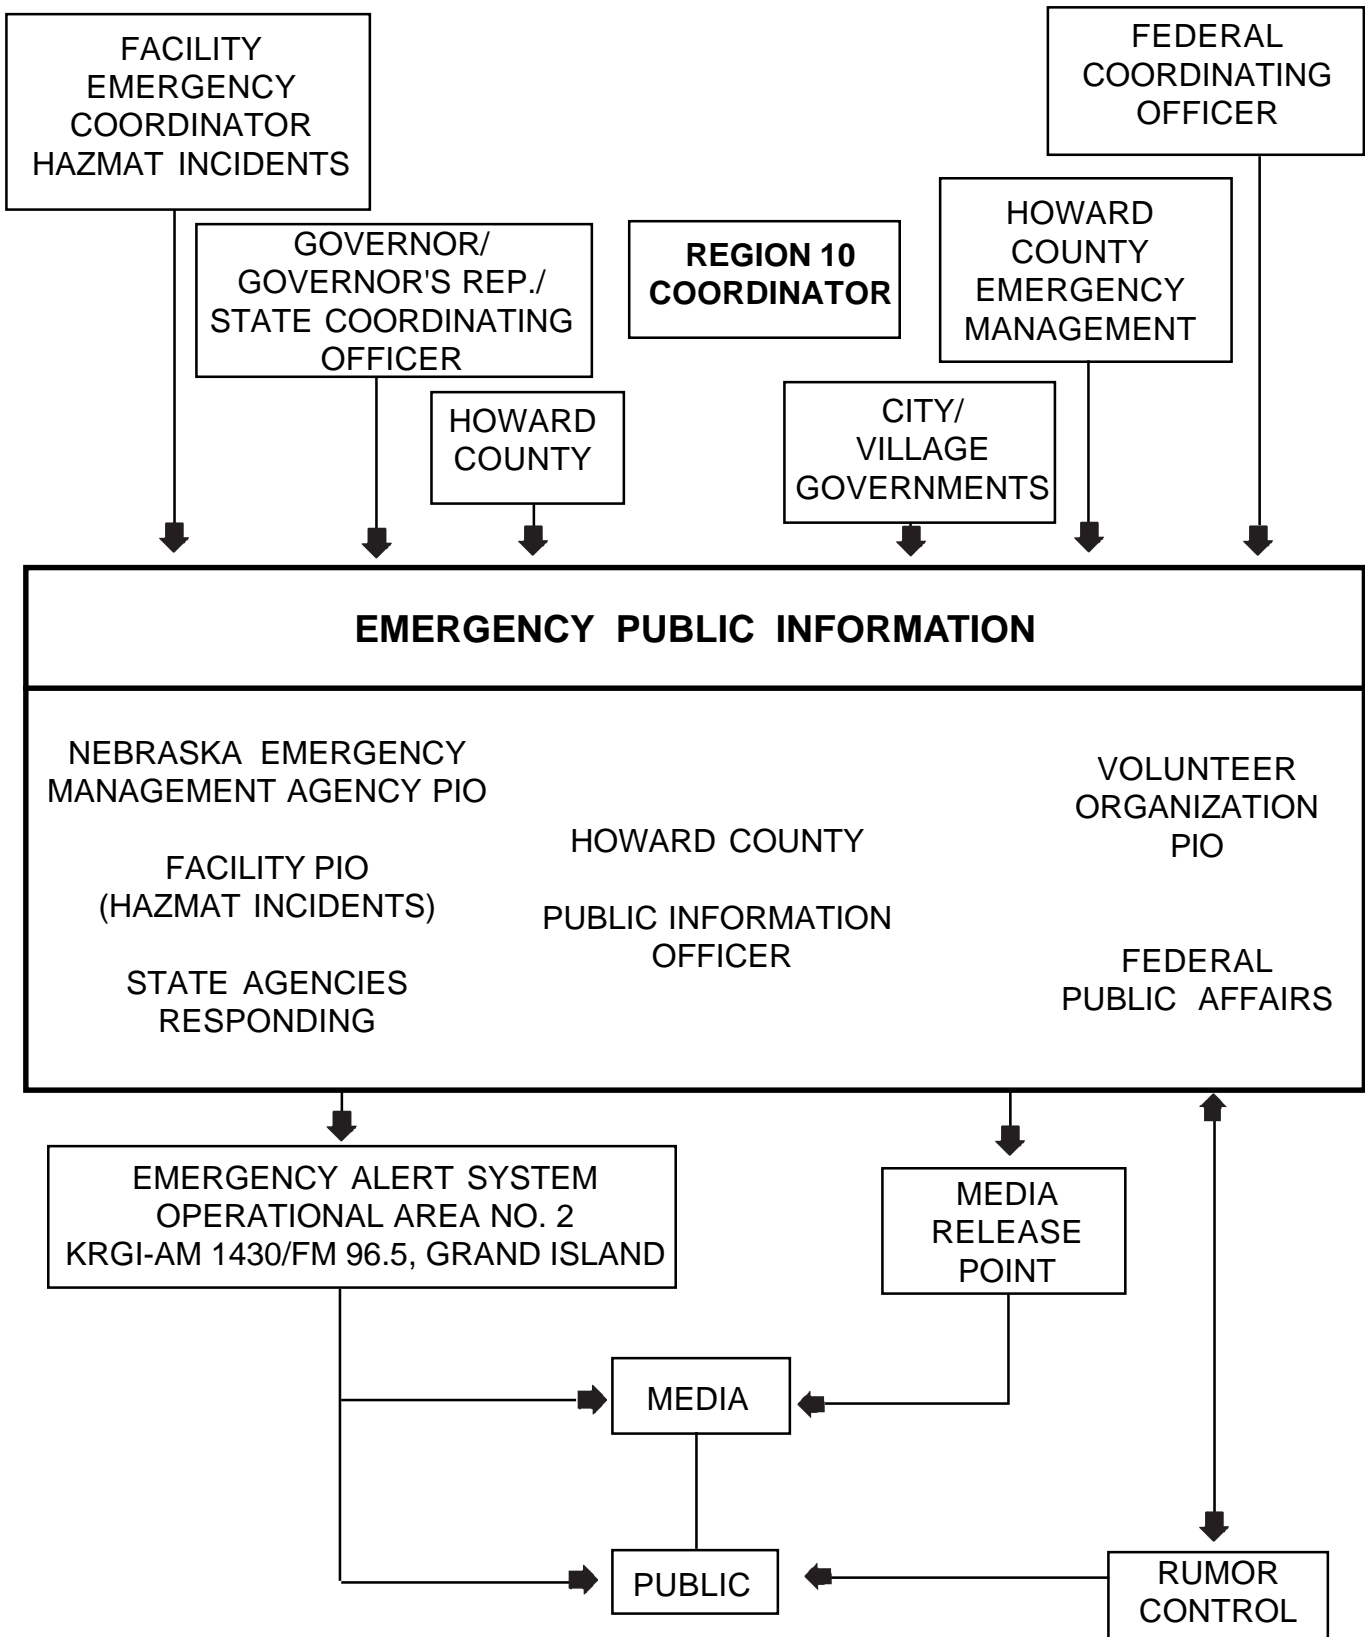 FACILITY
EMERGENCY
COORDINATOR
HAZMAT INCIDENTS
FEDERAL
COORDINATING
OFFICER
GOVERNOR/
GOVERNOR'S REP./
STATE COORDINATING
OFFICER
REGION 10
COORDINATOR
HOWARD
COUNTY
EMERGENCY
MANAGEMENT
HOWARD
COUNTY
CITY/
VILLAGE
GOVERNMENTS
EMERGENCY PUBLIC INFORMATION
NEBRASKA EMERGENCY
MANAGEMENT AGENCY PIO
FACILITY PIO
(HAZMAT INCIDENTS)
STATE AGENCIES
RESPONDING
HOWARD COUNTY
PUBLIC INFORMATION
OFFICER
VOLUNTEER
ORGANIZATION
PIO
FEDERAL
PUBLIC AFFAIRS
EMERGENCY ALERT SYSTEM
OPERATIONAL AREA NO. 2
KRGI-AM 1430/FM 96.5, GRAND ISLAND
MEDIA
RELEASE
POINT
MEDIA
PUBLIC
RUMOR
CONTROL